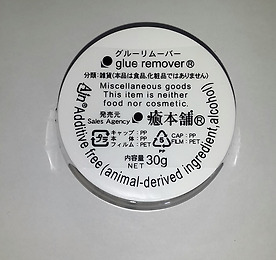 グルーリムーバー
glue remover®
分類:雑貨(本品は食品,化粧品ではありません)
Miscellaneous goods
This item is neither
food nor cosmetic.
®Additive free(animal-derived ingredient,alcohol)
発売元
Sales Agency
癒本舗®
プラ
キャップ:PP
本体:PP
フィルム:PET
5
PP
CAP:PP
FILM:PET
内容量
NET
30g